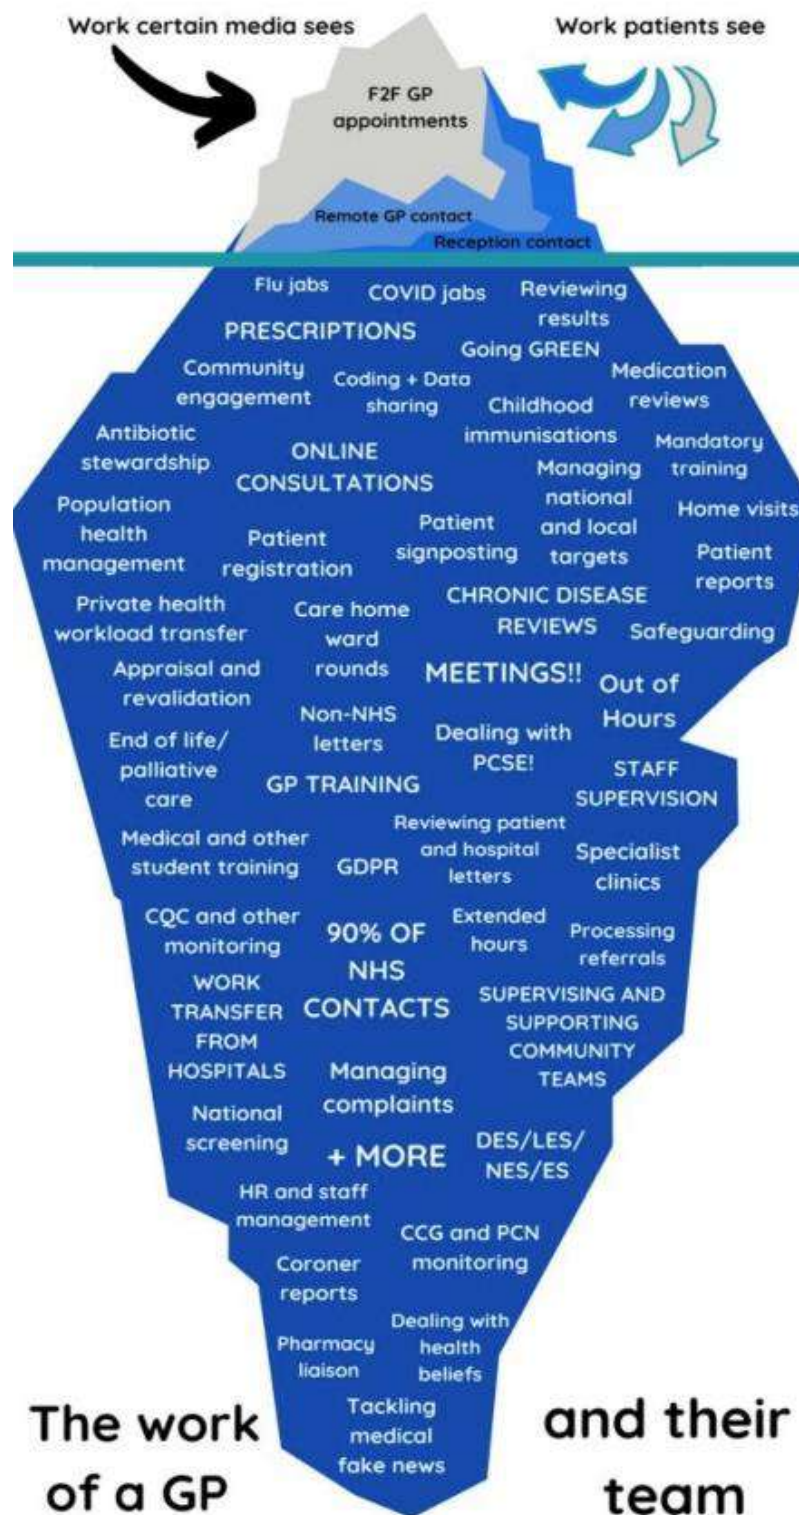 Work certain media sees
Work patients see
F2F GP
appointments
Remote GP contact
Reception contact
Flu jabs
COVID jabs
Reviewing
results
PRESCRIPTIONS
Going GREEN
Community
engagement
Coding + Data
sharing
Medication
reviews
Childhood
immunisations
Antibiotic
stewardship
ONLINE
CONSULTATIONS
Mandatory
training
Managing
national
and local
targets
Population
health
management
Home visits
Patient
registration
Patient
signposting
Patient
reports
Private health
workload transfer
Care home
ward
rounds
CHRONIC DISEASE
REVIEWS
Safeguarding
Appraisal and
revalidation
MEETINGS!!
Out of
Hours
Non-NHS
letters
Dealing with
PCSE!
End of life/
palliative
care
GP TRAINING
STAFF
SUPERVISION
Medical and other
student training
GDPR
Reviewing patient
and hospital
letters
Specialist
clinics
CQC and other
monitoring
90% OF
NHS
CONTACTS
Extended
hours
Processing
referrals
WORK
TRANSFER
FROM
HOSPITALS
SUPERVISING AND
SUPPORTING
COMMUNITY
TEAMS
Managing
complaints
National
screening
+ MORE
DES/LES/
NES/ES
HR and staff
management
CCG and PCN
monitoring
Coroner
reports
Dealing with
health
beliefs
Pharmacy
liaison
Tackling
medical
fake news
The work
of a GP
and their
team